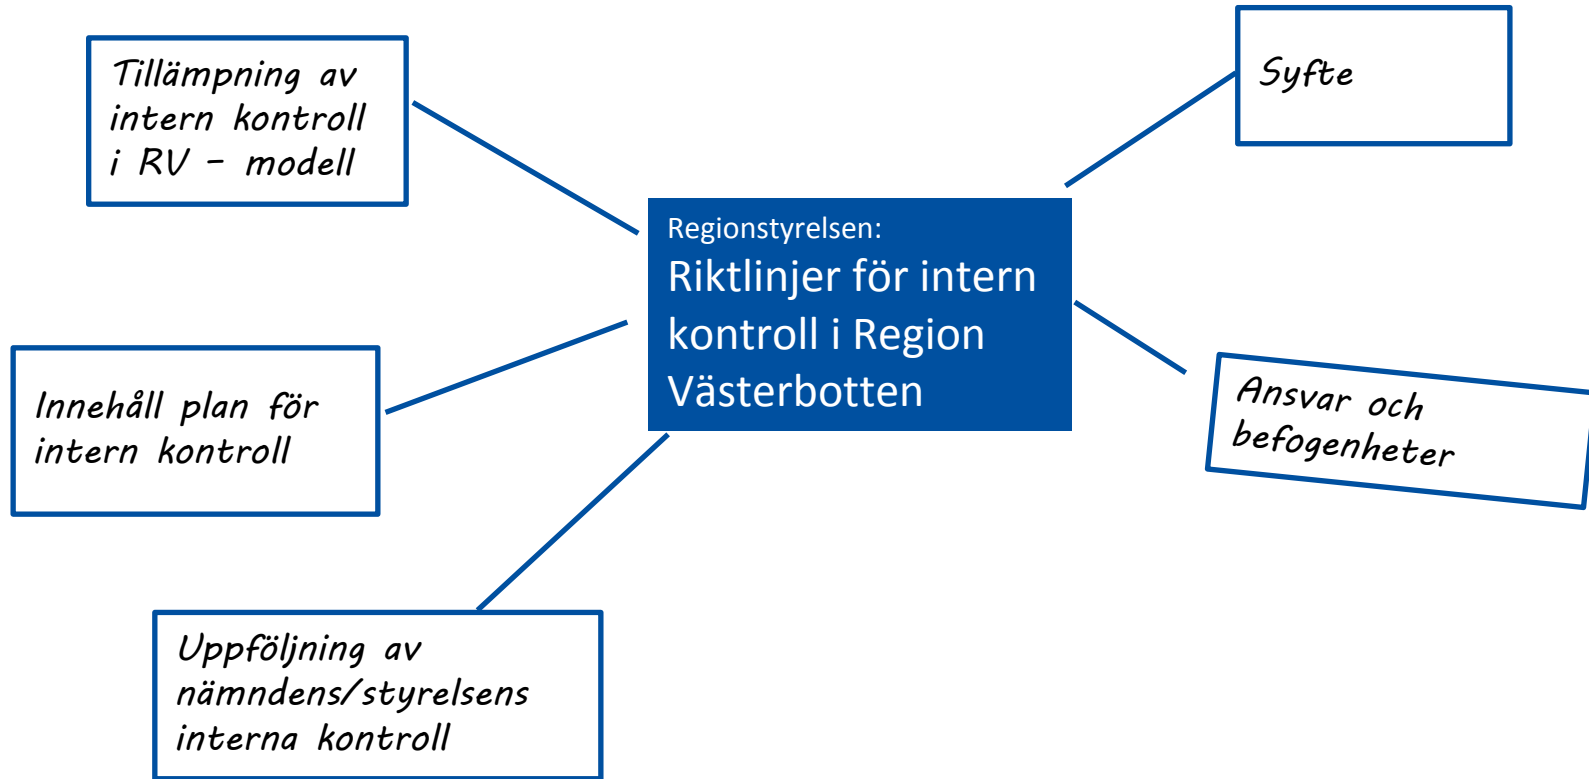 Tillämpning av
intern kontroll
i RV - modell
Syfte
Regionstyrelsen:
Riktlinjer för intern
kontroll i Region
Västerbotten
Innehåll plan för
intern kontroll
Ansvar och
befogenheter
Uppföljning av
nämndens/styrelsens
interna kontroll